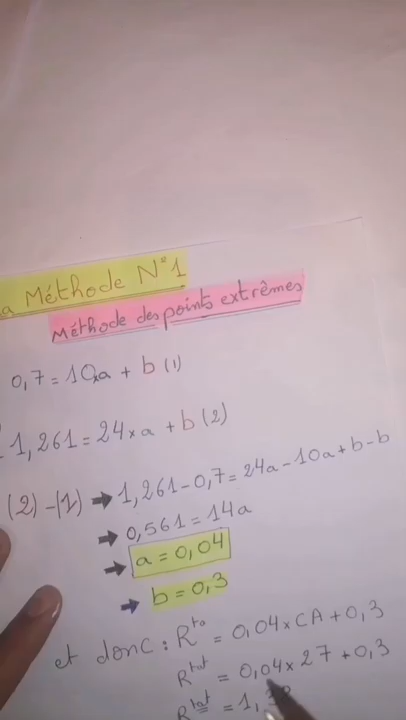 a Méthode N°1
Méthode des points extrêmes
0,7 = 10xa + b (1)
1,261 = 24 x a + b (2)
(2) - (1) → 1,261 - 0,7 = 24a - 10a + b - b
→ 0,561 = 14a
→ a = 0,04
→ b = 0,3
et donc : R = 0,04 x CA + 0,3
R = 0,04 x 27 + 0,3
= 1,